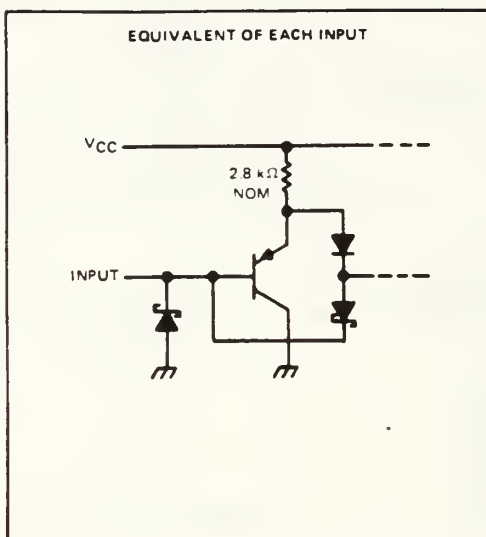 EQUIVALENT OF EACH INPUT
VCC
2.8 kΩ
NOM
INPUT